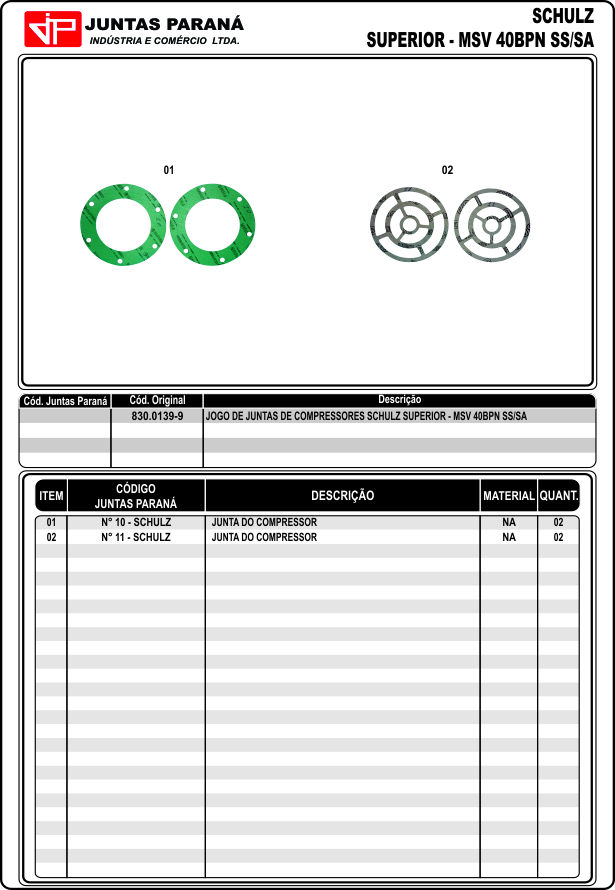 JP
JUNTAS PARANÁ
INDÚSTRIA E COMÉRCIO LTDA.
SCHULZ
SUPERIOR - MSV 40BPN SS/SA
01
02
Cód. Juntas Paraná Cód. Original Descrição
830.0139-9 JOGO DE JUNTAS DE COMPRESSORES SCHULZ SUPERIOR - MSV 40BPN SS/SA
ITEM CÓDIGO JUNTAS PARANÁ DESCRIÇÃO MATERIAL QUANT.
01 N° 10 - SCHULZ JUNTA DO COMPRESSOR NA 02
02 N° 11 - SCHULZ JUNTA DO COMPRESSOR NA 02